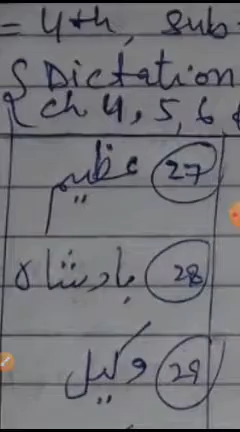 = 4th, Sub
{ Dictation
{ ch 4, 5, 6
(27) عظیم
(28) بادشاہ
(29) وکیل